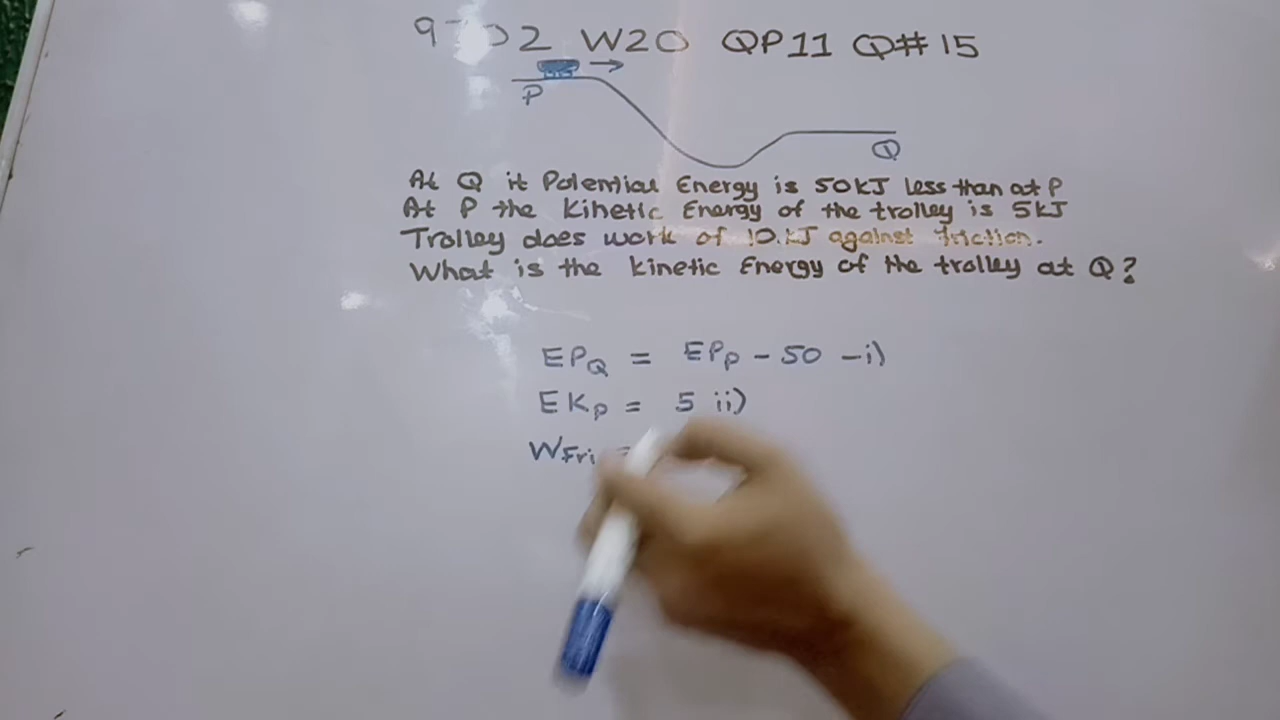 9702 W20 QP11 Q#15
P
Q
At Q it Potential Energy is 50kJ less than at P
At P the Kinetic Energy of the trolley is 5kJ
Trolley does work of 10kJ against friction.
What is the kinetic Energy of the trolley at Q?
EPQ = EPP - 50 - i)
EKP = 5 ii)
WFri =